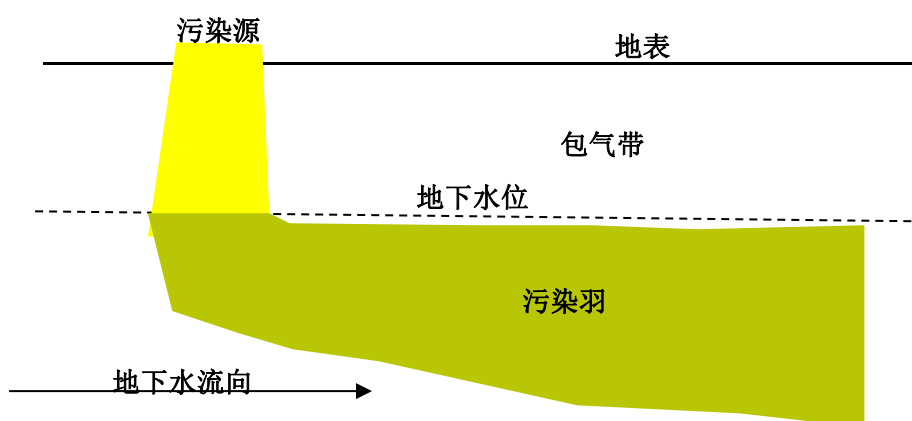 污染源
地表
包气带
地下水位
污染羽
地下水流向